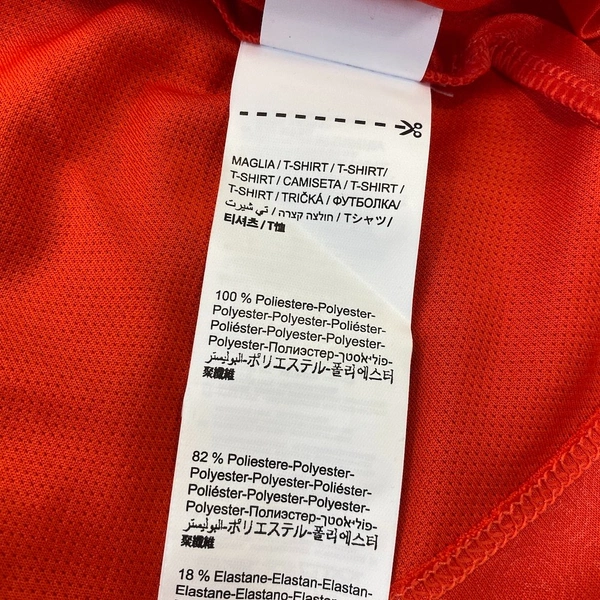 MAGLIA / T-SHIRT / T-SHIRT/
T-SHIRT / CAMISETA / T-SHIRT /
T-SHIRT / TRIČKÁ / ФУТБОЛКА/
تي شيرت / חולצה קצרה / Tシャツ /
티셔츠 / T恤
100 % Poliestere-Polyester-
Polyester-Polyester-Poliéster-
Poliéster-Polyester-Polyester-
Polyester-Полиэстер-פוליאסטר-
البوليستر-ポリエステル-폴리에스터
聚纖維
82 % Poliestere-Polyester-
Polyester-Polyester-Poliéster-
Poliéster-Polyester-Polyester-
Polyester-Полиэстер-פוליאסטר-
البوليستر-ポリエステル-폴리에스터
聚纖維
18 % Elastane-Elastan-Elastan-
Elastane-Elastano-Elastano-